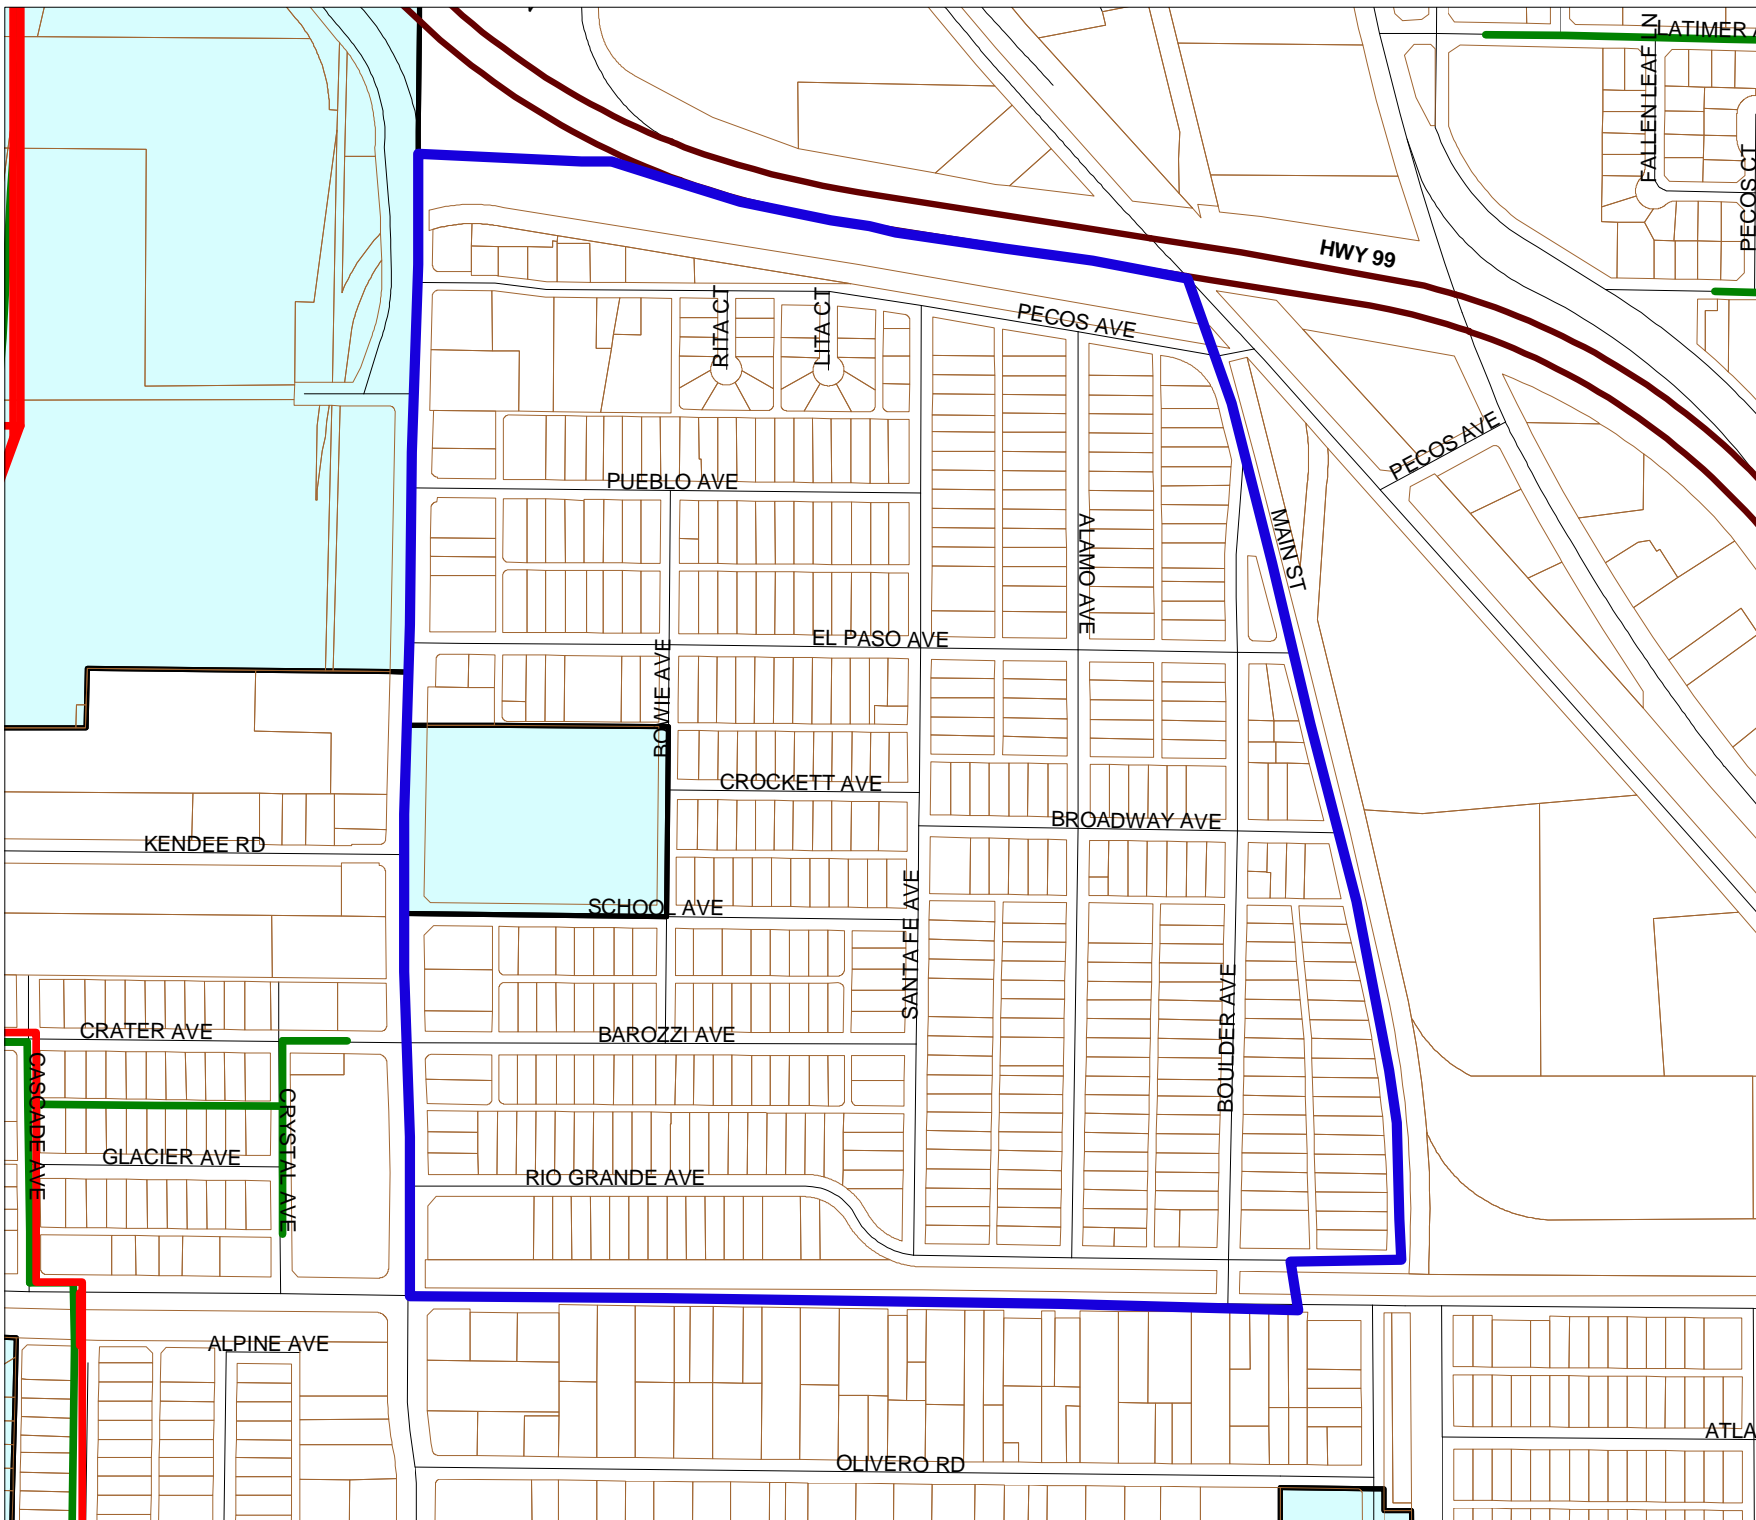 LATIMER A
FALLEN LEAF LN
PECOS CT
HWY 99
PECOS AVE
RITA CT
LITA CT
PECOS AVE
PUEBLO AVE
MAIN ST
ALAMO AVE
EL PASO AVE
BOWIE AVE
CROCKETT AVE
BROADWAY AVE
KENDEE RD
SCHOOL AVE
SANTA FE AVE
BOULDER AVE
CRATER AVE
BAROZZI AVE
CASCADE AVE
CRYSTAL AVE
GLACIER AVE
RIO GRANDE AVE
ALPINE AVE
ATLA
OLIVERO RD